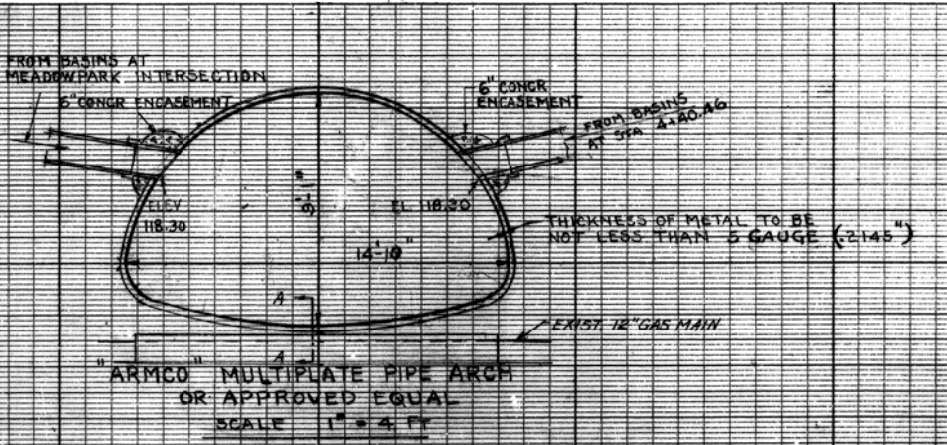 FROM BASINS AT
MEADOWPARK INTERSECTION
6" CONCR ENCASEMENT
6" CONCR
ENCASEMENT
FROM BASINS
AT STA 4+40.46
ELEV
118.30
9'-1"
EL 118.30
THICKNESS OF METAL TO BE
NOT LESS THAN 5 GAUGE (.2145")
14'-10"
A
EXIST. 12" GAS MAIN
A
"ARMCO" MULTIPLATE PIPE ARCH
OR APPROVED EQUAL
SCALE 1" = 4 FT